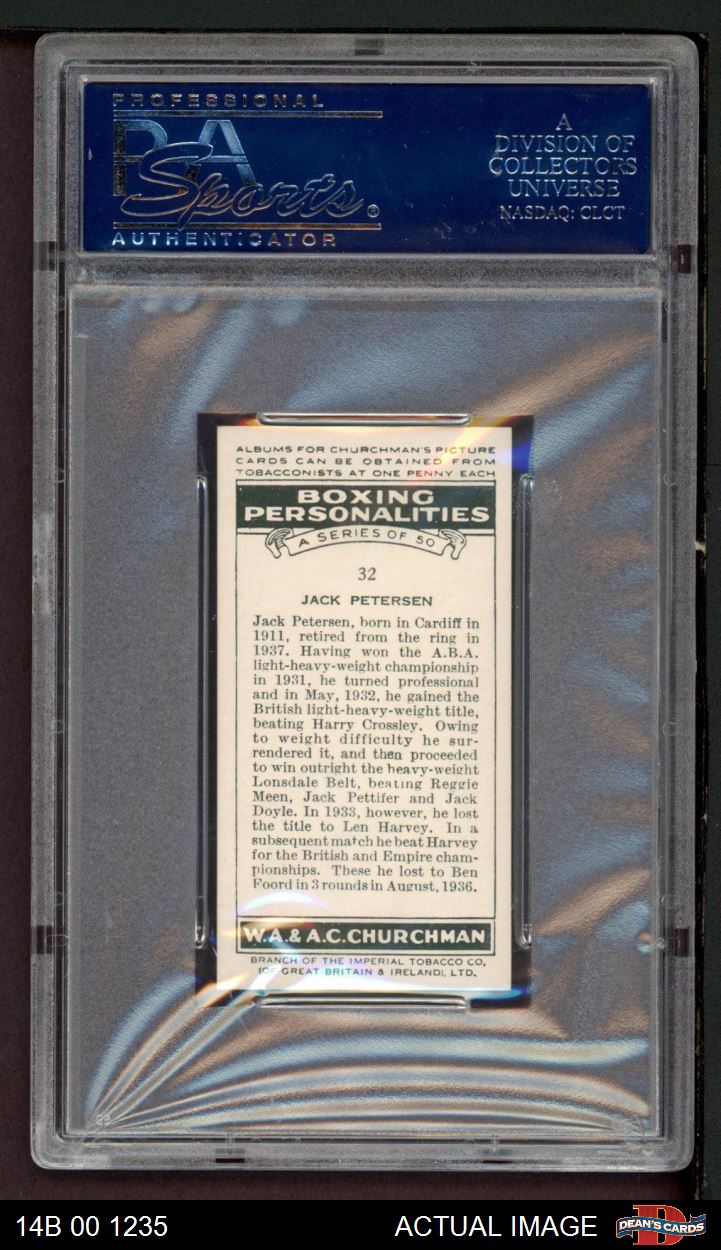 PROFESSIONAL
PSA
Sports®
AUTHENTICATOR
A
DIVISION OF
COLLECTORS
UNIVERSE
NASDAQ: CLCT
ALBUMS FOR CHURCHMAN'S PICTURE
CARDS CAN BE OBTAINED FROM
TOBACCONISTS AT ONE PENNY EACH
BOXING
PERSONALITIES
A SERIES OF 50
32
JACK PETERSEN
Jack Petersen, born in Cardiff in
1911, retired from the ring in
1937. Having won the A.B.A.
light-heavy-weight championship
in 1931, he turned professional
and in May, 1932, he gained the
British light-heavy-weight title,
beating Harry Crossley. Owing
to weight difficulty he sur-
rendered it, and then proceeded
to win outright the heavy-weight
Lonsdale Belt, beating Reggie
Meen, Jack Pettifer and Jack
Doyle. In 1933, however, he lost
the title to Len Harvey. In a
subsequent match he beat Harvey
for the British and Empire cham-
pionships. These he lost to Ben
Foord in 3 rounds in August, 1936.
W.A. & A.C. CHURCHMAN
BRANCH OF THE IMPERIAL TOBACCO CO.
(OF GREAT BRITAIN & IRELAND), LTD.
14B 00 1235
ACTUAL IMAGE
DEAN'S CARDS